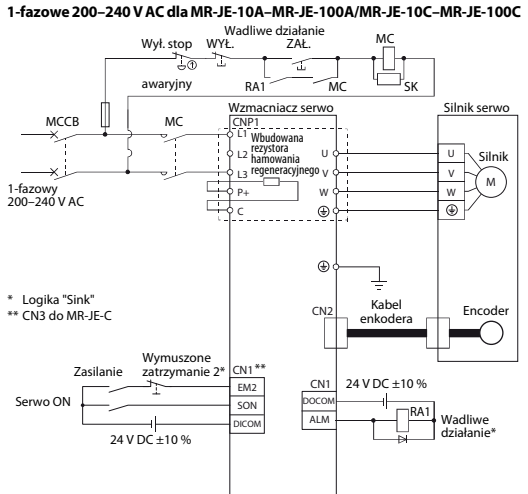 1-fazowe 200–240 V AC dla MR-JE-10A–MR-JE-100A/MR-JE-10C–MR-JE-100C
Wadliwe działanie
Wył. stop
WYŁ.
ZAŁ.
MC
①
awaryjny
RA1
MC
SK
MCCB
MC
Wzmacniacz serwo
Silnik serwo
CNP1
L1
Wbudowana
rezystora
hamowania
regeneracyjnego
L2
L3
P+
C
U
V
W
U
V
W
Silnik
M
1-fazowy
200–240 V AC
* Logika "Sink"
** CN3 do MR-JE-C
CN2
Kabel
enkodera
Encoder
Zasilanie
Wymuszone
zatrzymanie 2*
CN1**
EM2
Serwo ON
SON
DICOM
24 V DC ±10 %
CN1
24 V DC ±10 %
DOCOM
ALM
RA1
Wadliwe
działanie*